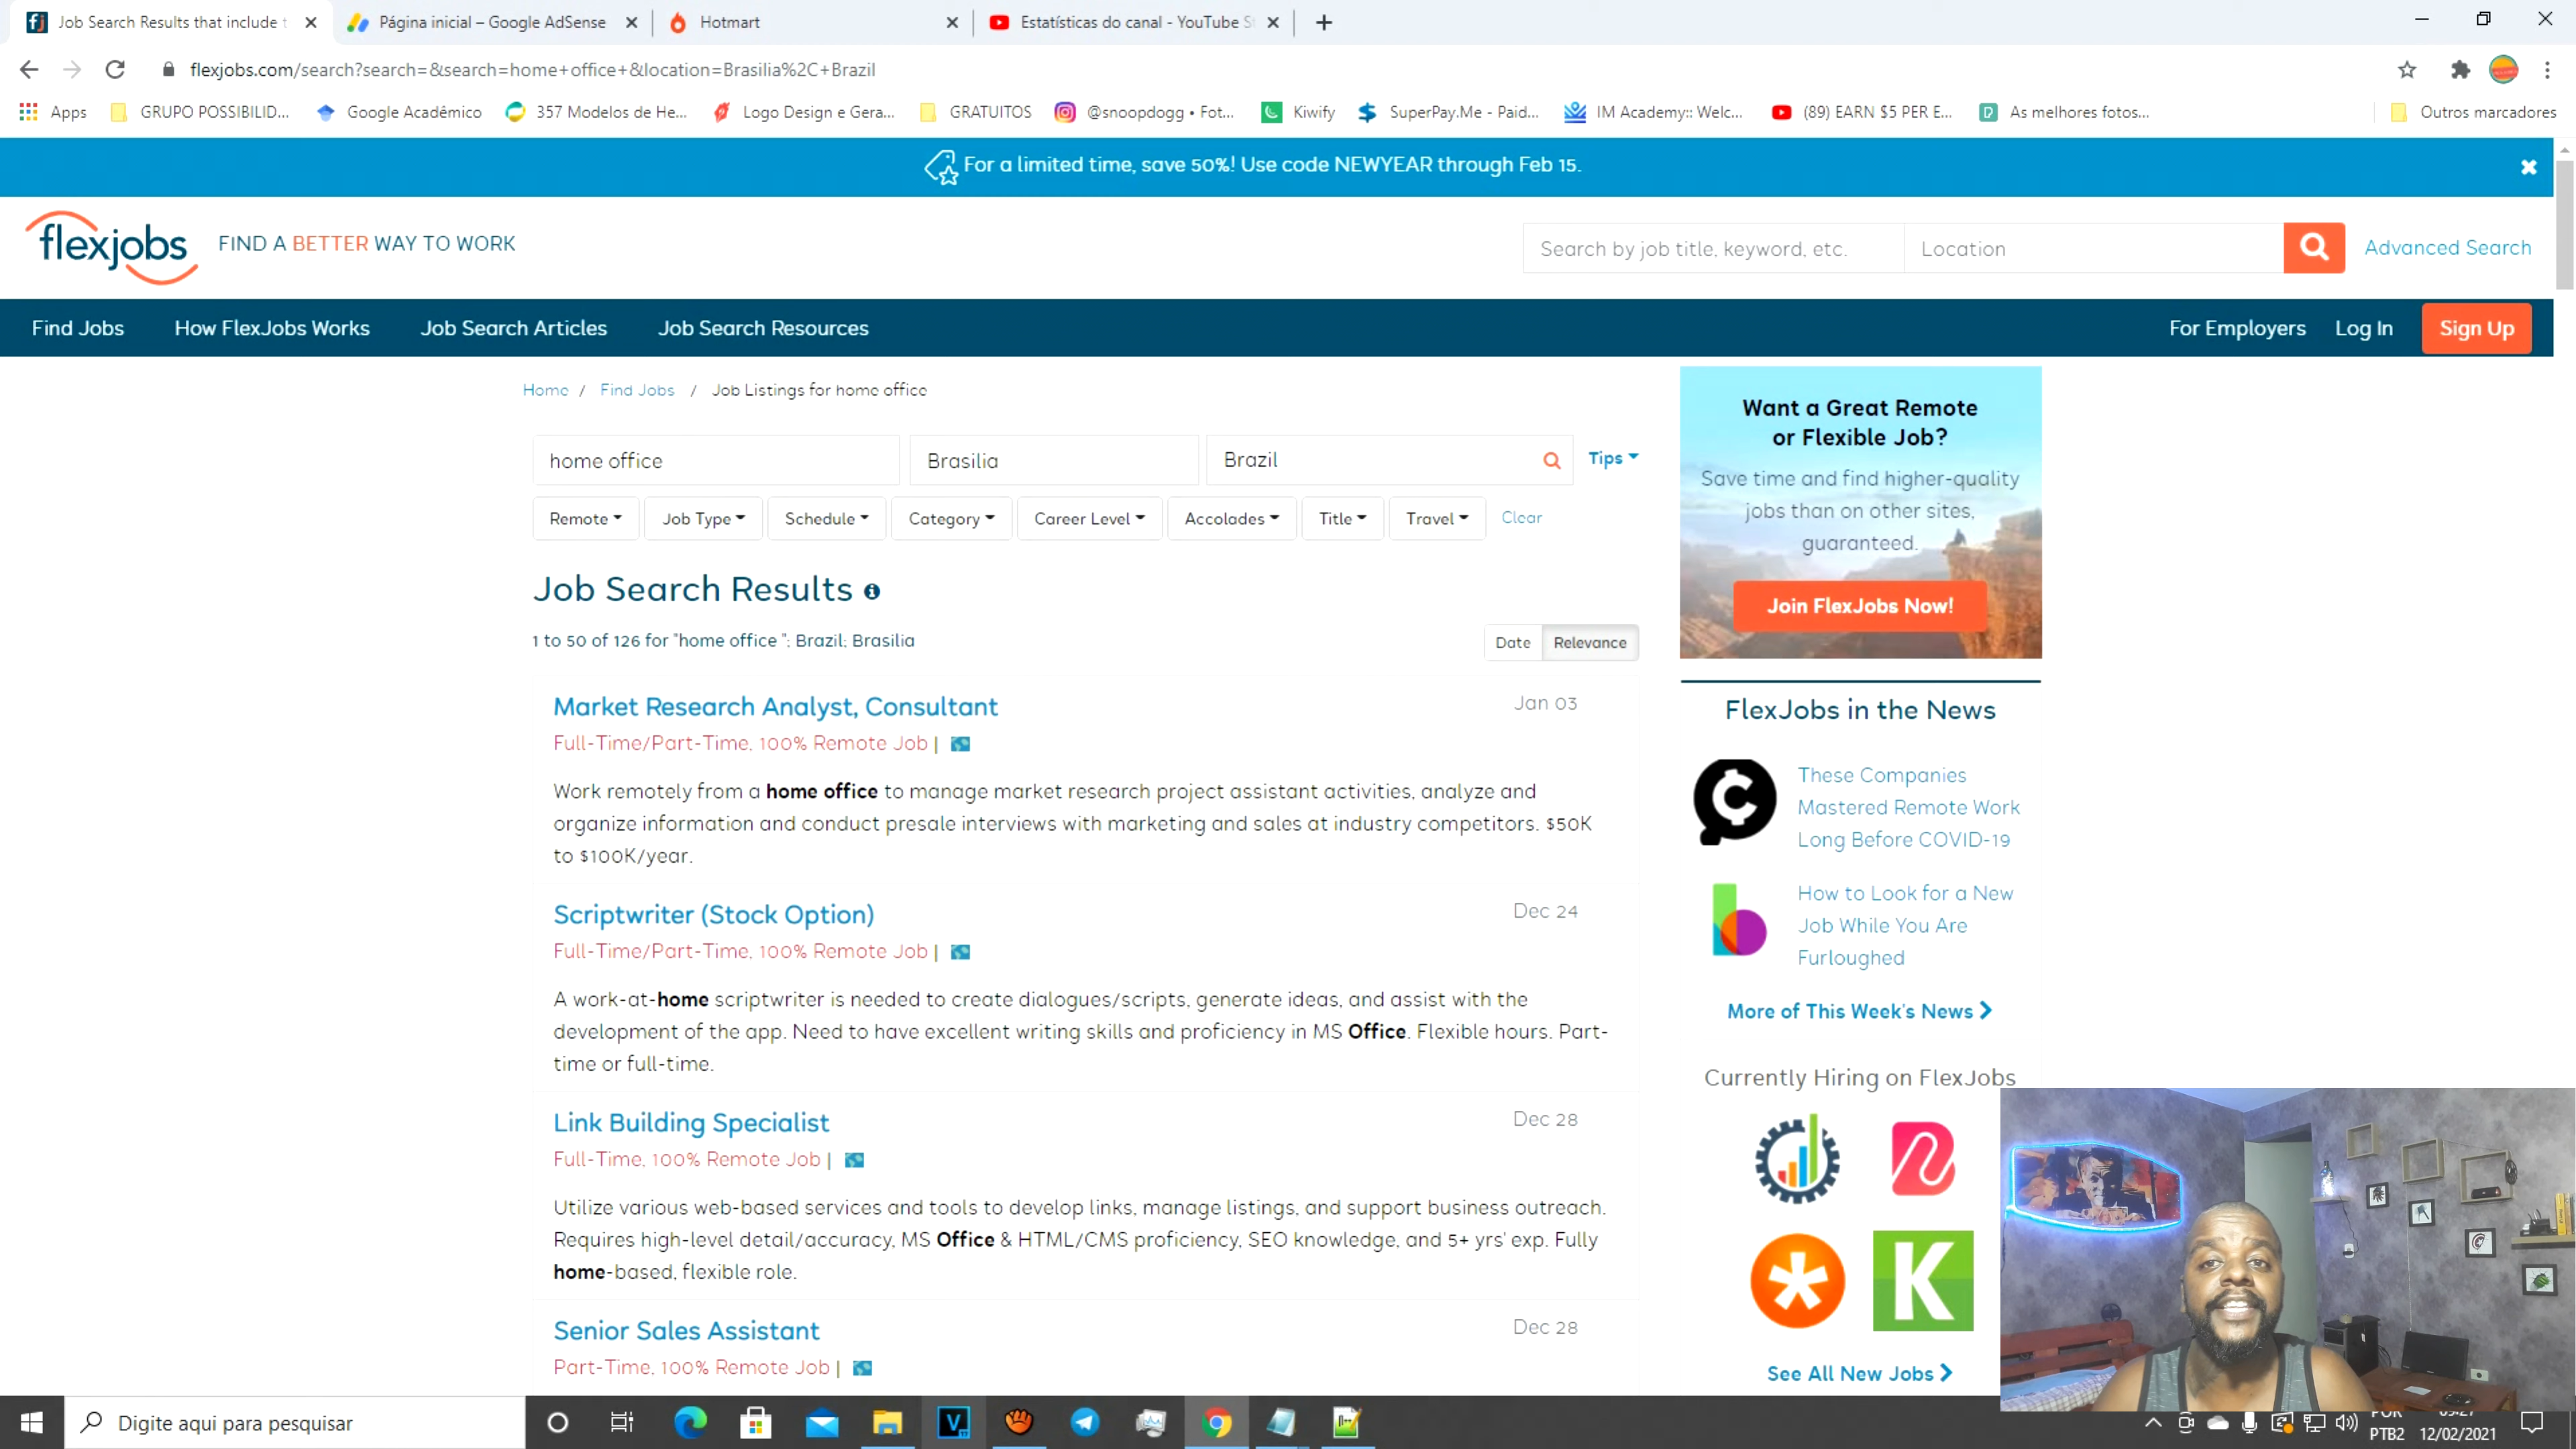 Job Search Results that include t
Página inicial – Google AdSense
Hotmart
Estatísticas do canal - YouTube S
flexjobs.com/search?search=&search=home+office+&location=Brasilia%2C+Brazil
Apps
GRUPO POSSIBILID...
Google Acadêmico
357 Modelos de He...
Logo Design e Gera...
GRATUITOS
@snoopdogg • Fot...
Kiwify
SuperPay.Me - Paid...
IM Academy:: Welc...
(89) EARN $5 PER E...
As melhores fotos...
Outros marcadores
For a limited time, save 50%! Use code NEWYEAR through Feb 15.
flexjobs
FIND A BETTER WAY TO WORK
Search by job title, keyword, etc.
Location
Advanced Search
Find Jobs
How FlexJobs Works
Job Search Articles
Job Search Resources
For Employers
Log In
Sign Up
Home / Find Jobs / Job Listings for home office
home office
Brasilia
Brazil
Tips
Remote
Job Type
Schedule
Category
Career Level
Accolades
Title
Travel
Clear
Job Search Results
1 to 50 of 126 for "home office ": Brazil: Brasilia
Date
Relevance
Market Research Analyst, Consultant
Jan 03
Full-Time/Part-Time, 100% Remote Job |
Work remotely from a home office to manage market research project assistant activities, analyze and
organize information and conduct presale interviews with marketing and sales at industry competitors. $50K
to $100K/year.
Scriptwriter (Stock Option)
Dec 24
Full-Time/Part-Time, 100% Remote Job |
A work-at-home scriptwriter is needed to create dialogues/scripts, generate ideas, and assist with the
development of the app. Need to have excellent writing skills and proficiency in MS Office. Flexible hours. Part-
time or full-time.
Link Building Specialist
Dec 28
Full-Time, 100% Remote Job |
Utilize various web-based services and tools to develop links, manage listings, and support business outreach.
Requires high-level detail/accuracy, MS Office & HTML/CMS proficiency, SEO knowledge, and 5+ yrs' exp. Fully
home-based, flexible role.
Senior Sales Assistant
Dec 28
Part-Time, 100% Remote Job |
Want a Great Remote
or Flexible Job?
Save time and find higher-quality
jobs than on other sites,
guaranteed.
Join FlexJobs Now!
FlexJobs in the News
These Companies
Mastered Remote Work
Long Before COVID-19
How to Look for a New
Job While You Are
Furloughed
More of This Week's News
Currently Hiring on FlexJobs
K
See All New Jobs
Digite aqui para pesquisar
POR
PTB2
12/02/2021